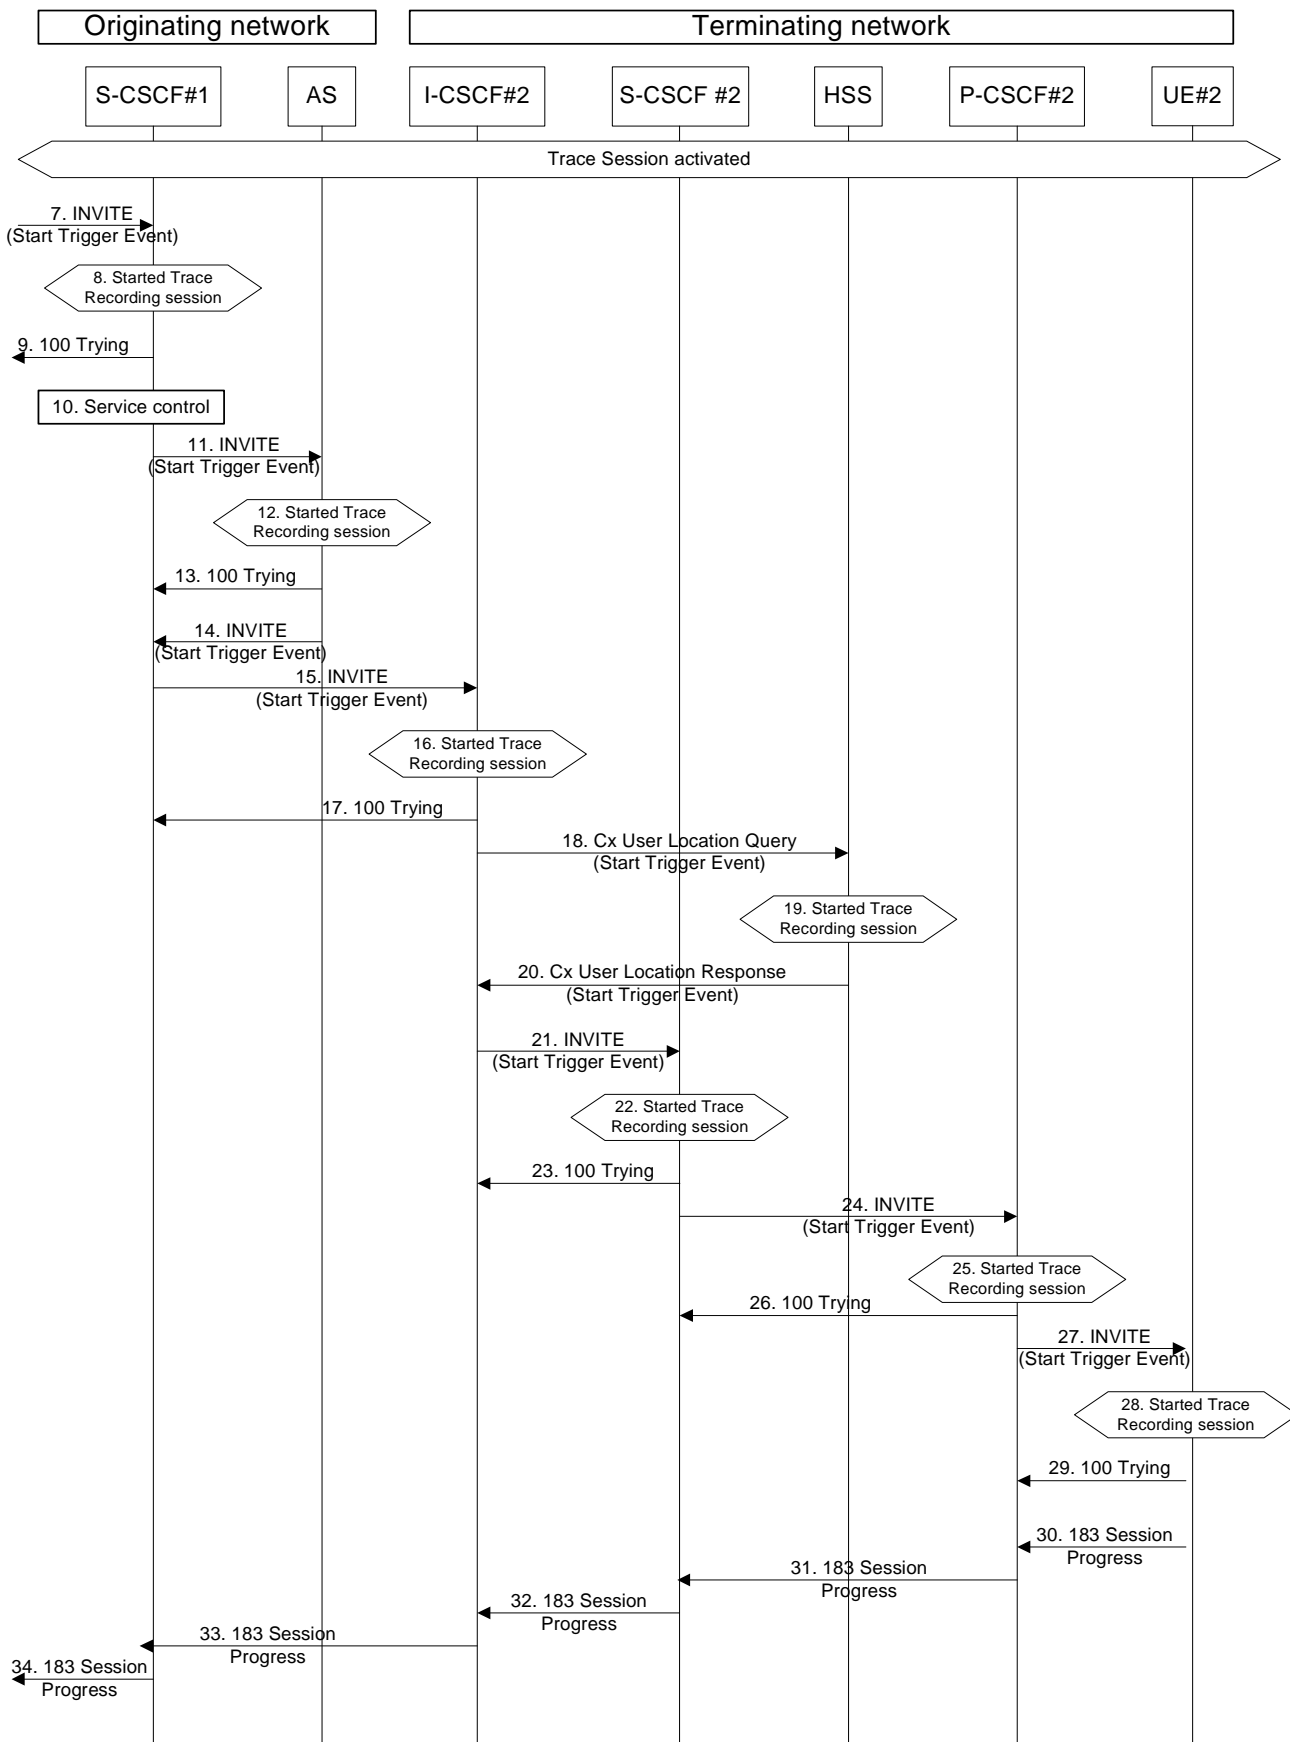 Originating network
Terminating network
S-CSCF#1
AS
I-CSCF#2
S-CSCF #2
HSS
P-CSCF#2
UE#2
Trace Session activated
7. INVITE
(Start Trigger Event)
8. Started Trace
Recording session
9. 100 Trying
10. Service control
11. INVITE
(Start Trigger Event)
12. Started Trace
Recording session
13. 100 Trying
14. INVITE
(Start Trigger Event)
15. INVITE
(Start Trigger Event)
16. Started Trace
Recording session
17. 100 Trying
18. Cx User Location Query
(Start Trigger Event)
19. Started Trace
Recording session
20. Cx User Location Response
(Start Trigger Event)
21. INVITE
(Start Trigger Event)
22. Started Trace
Recording session
23. 100 Trying
24. INVITE
(Start Trigger Event)
25. Started Trace
Recording session
26. 100 Trying
27. INVITE
(Start Trigger Event)
28. Started Trace
Recording session
29. 100 Trying
30. 183 Session
Progress
31. 183 Session
Progress
32. 183 Session
Progress
33. 183 Session
Progress
34. 183 Session
Progress